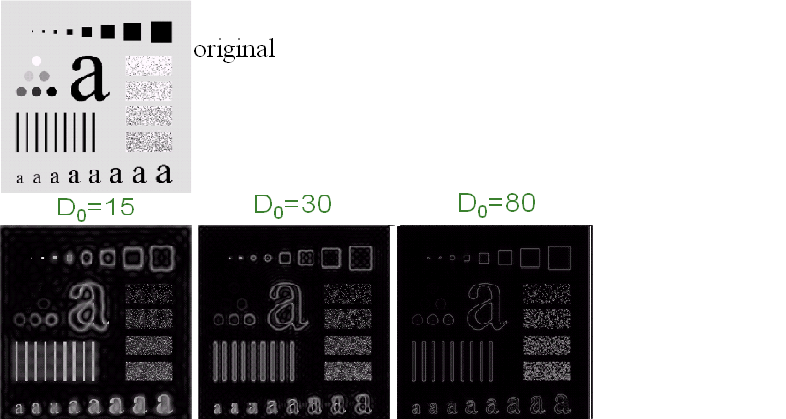 original
a
a a a a a a a a
D₀=15 D₀=30 D₀=80
a a a
a a a a a a a a a a a a a a a a a a a a a a a a